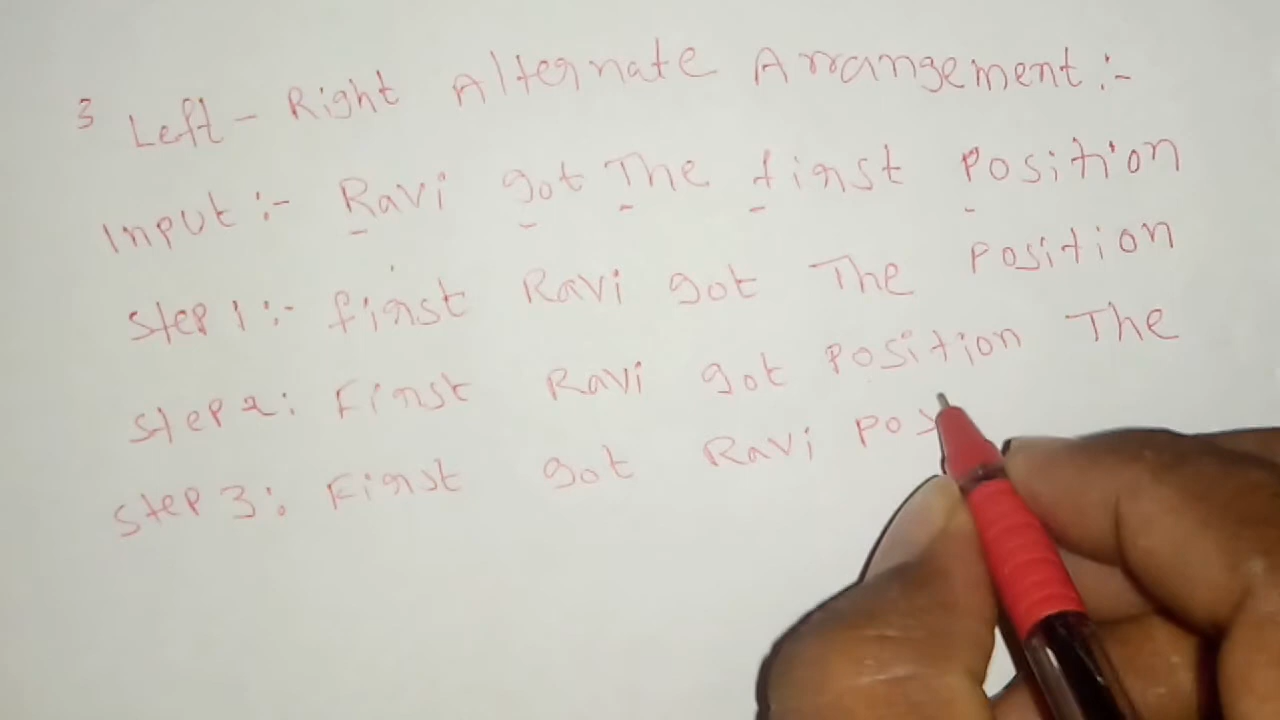 3 Left - Right Alternate Arrangement :-
Input :- Ravi got The first Position
Step 1 :- first Ravi got The Position
Step 2 : First Ravi got Position The
Step 3 : First got Ravi Pos